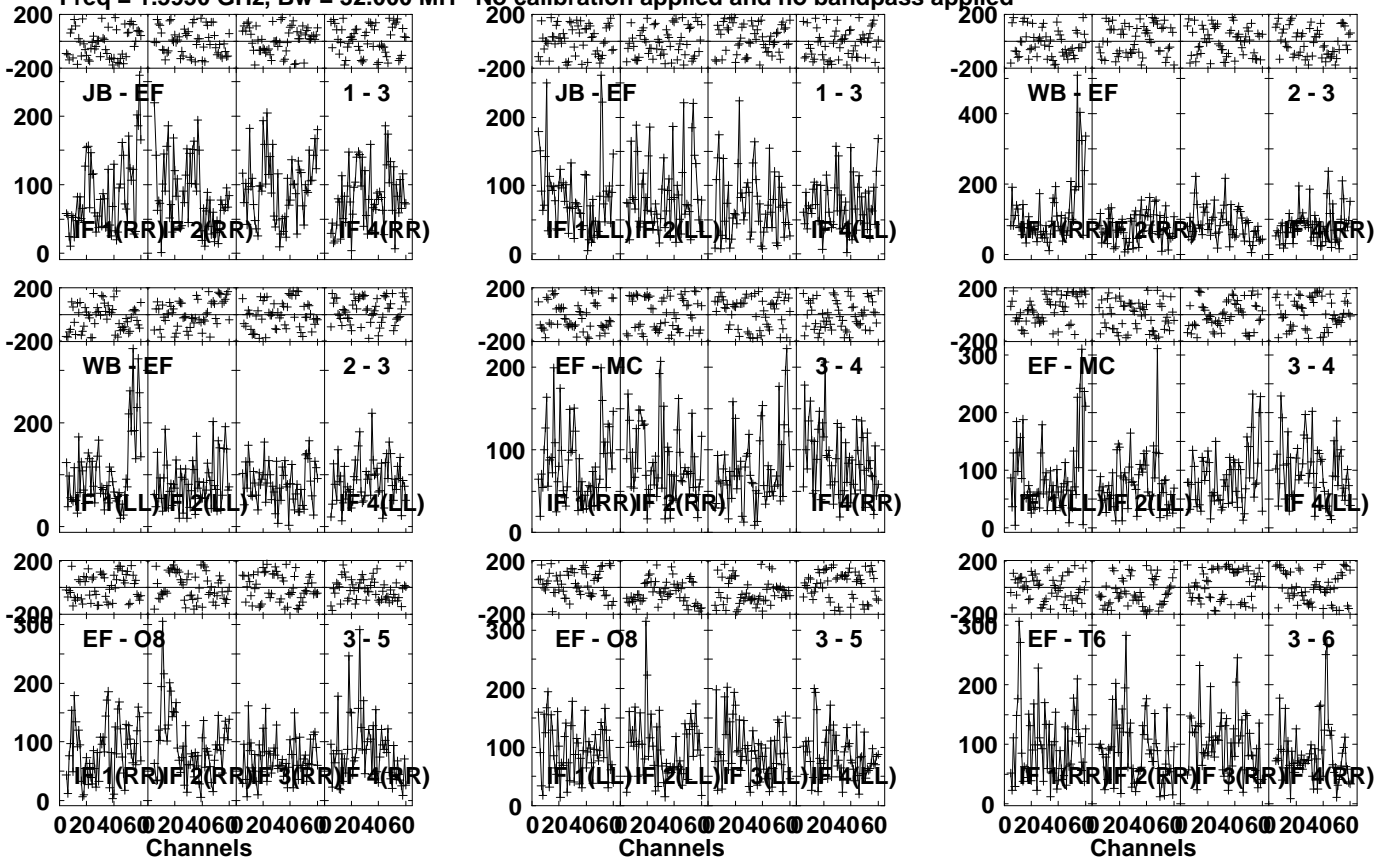 Freq = 1.5950 GHz, Bw = 32.000 MH No calibration applied and no bandpass applied
200
-200
JB - EF 1 - 3
200
100
0
IF 1(RR) IF 2(RR) IF 4(RR)
JB - EF 1 - 3
200
100
0
IF 1(LL) IF 2(LL) IF 4(LL)
200
-200
WB - EF 2 - 3
400
200
0
IF 1(RR) IF 2(RR) IF 4(RR)
200
-200
WB - EF 2 - 3
200
0
IF 1(LL) IF 2(LL) IF 4(LL)
EF - MC 3 - 4
200
100
0
IF 1(RR) IF 2(RR) IF 4(RR)
200
-200
EF - MC 3 - 4
300
200
100
0
IF 1(LL) IF 2(LL) IF 4(LL)
200
-200
EF - O8 3 - 5
300
200
100
0
IF 1(RR) IF 2(RR) IF 3(RR) IF 4(RR)
0 20 40 60 0 20 40 60 0 20 40 60 0 20 40 60
Channels
EF - O8 3 - 5
300
200
100
0
IF 1(LL) IF 2(LL) IF 3(LL) IF 4(LL)
0 20 40 60 0 20 40 60 0 20 40 60 0 20 40 60
Channels
200
-200
EF - T6 3 - 6
300
200
100
0
IF 1(RR) IF 2(RR) IF 3(RR) IF 4(RR)
0 20 40 60 0 20 40 60 0 20 40 60 0 20 40 60
Channels